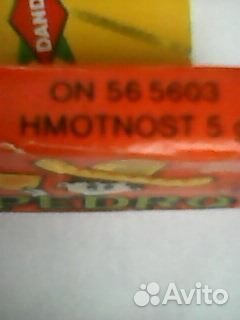 DAND
ON 56 5603
HMOTNOST 5 g
PEDRO
Avito